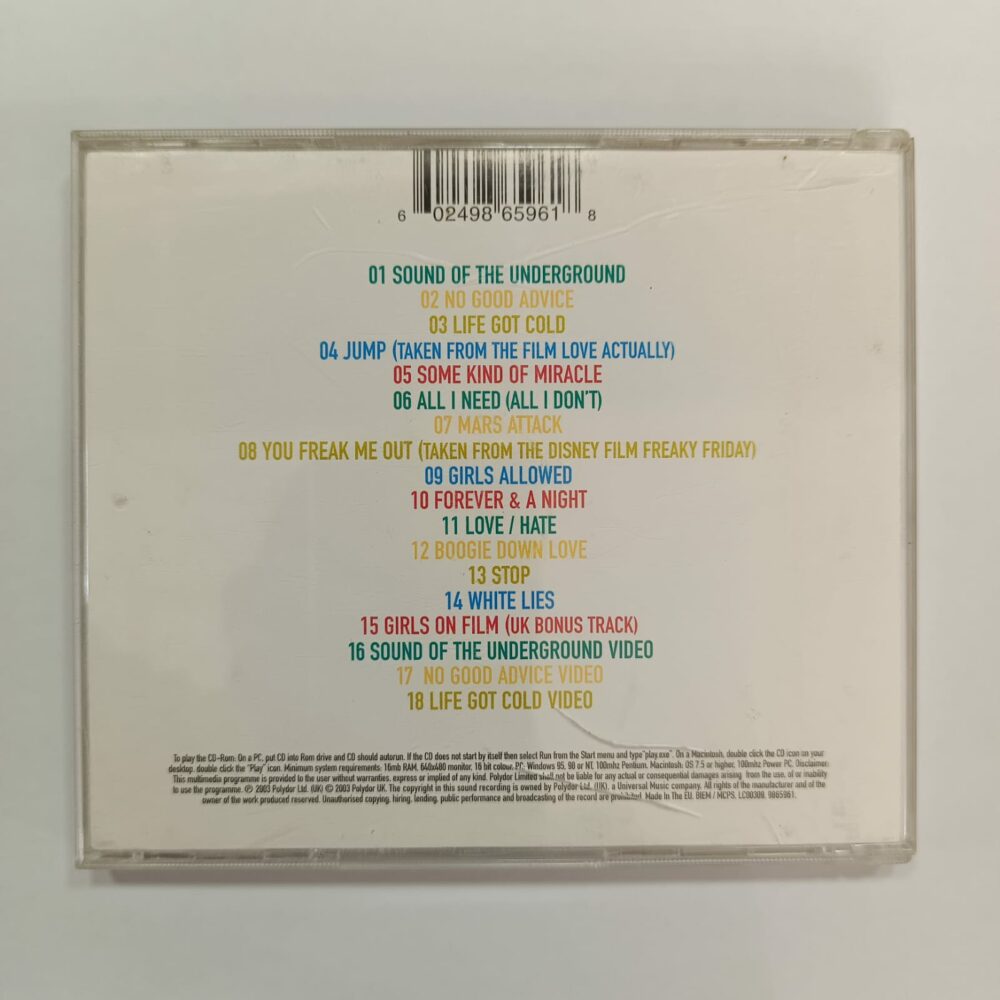 6 02498 65961 8
01 SOUND OF THE UNDERGROUND
02 NO GOOD ADVICE
03 LIFE GOT COLD
04 JUMP (TAKEN FROM THE FILM LOVE ACTUALLY)
05 SOME KIND OF MIRACLE
06 ALL I NEED (ALL I DON'T)
07 MARS ATTACK
08 YOU FREAK ME OUT (TAKEN FROM THE DISNEY FILM FREAKY FRIDAY)
09 GIRLS ALLOWED
10 FOREVER & A NIGHT
11 LOVE / HATE
12 BOOGIE DOWN LOVE
13 STOP
14 WHITE LIES
15 GIRLS ON FILM (UK BONUS TRACK)
16 SOUND OF THE UNDERGROUND VIDEO
17 NO GOOD ADVICE VIDEO
18 LIFE GOT COLD VIDEO
To play the CD-Rom: On a PC, put CD into Rom drive and CD should autorun. If the CD does not start by itself then select Run from the Start menu and type "play.exe". On a Macintosh, double click the CD icon on your
desktop, double click the "Play" icon. Minimum system requirements: 16mb RAM, 640x480 monitor, 16 bit colour. PC: Windows 95, 98 or NT, 100mhz Pentium. Macintosh: OS 7.5 or higher, 100mhz Power PC. Disclaimer:
This multimedia programme is provided to the user without warranties, express or implied of any kind. Polydor Limited shall not be liable for any actual or consequential damages arising from the use, of or inability
to use the programme. ℗ 2003 Polydor Ltd. (UK) © 2003 Polydor UK. The copyright in this sound recording is owned by Polydor Ltd. (UK), a Universal Music company. All rights of the manufacturer and of the
owner of the work produced reserved. Unauthorised copying, hiring, lending, public performance and broadcasting of the record are prohibited. Made In The EU. BIEM / MCPS. LC00309. 9865961.